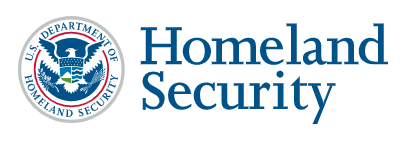 U.S. DEPARTMENT OF
HOMELAND SECURITY
Homeland
Security